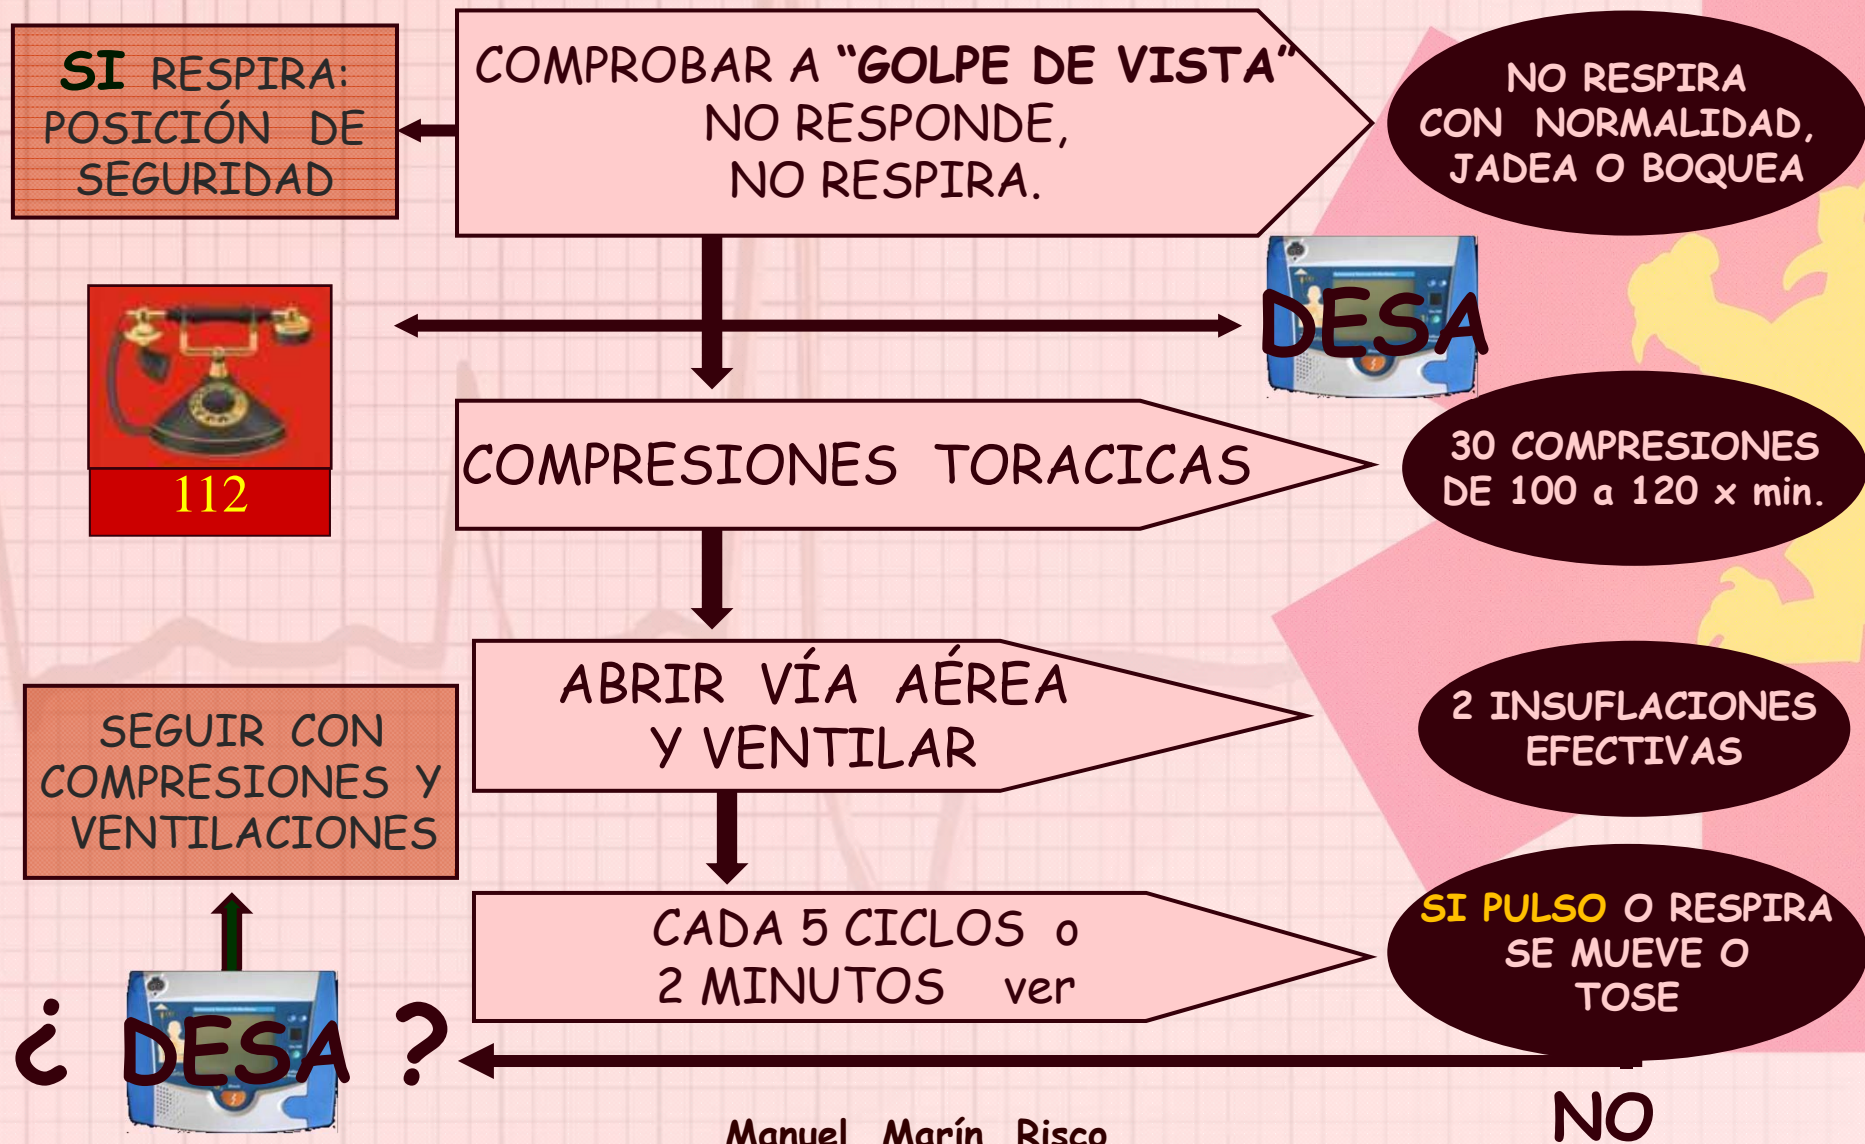 SI RESPIRA:
POSICIÓN DE
SEGURIDAD
COMPROBAR A “GOLPE DE VISTA”
NO RESPONDE,
NO RESPIRA.
NO RESPIRA
CON NORMALIDAD,
JADEA O BOQUEA
112
DESA
COMPRESIONES TORACICAS
30 COMPRESIONES
DE 100 a 120 x min.
ABRIR VÍA AÉREA
Y VENTILAR
2 INSUFLACIONES
EFECTIVAS
SEGUIR CON
COMPRESIONES Y
VENTILACIONES
CADA 5 CICLOS o
2 MINUTOS ver
SI PULSO O RESPIRA
SE MUEVE O
TOSE
¿ DESA ?
NO
Manuel Marín Risco